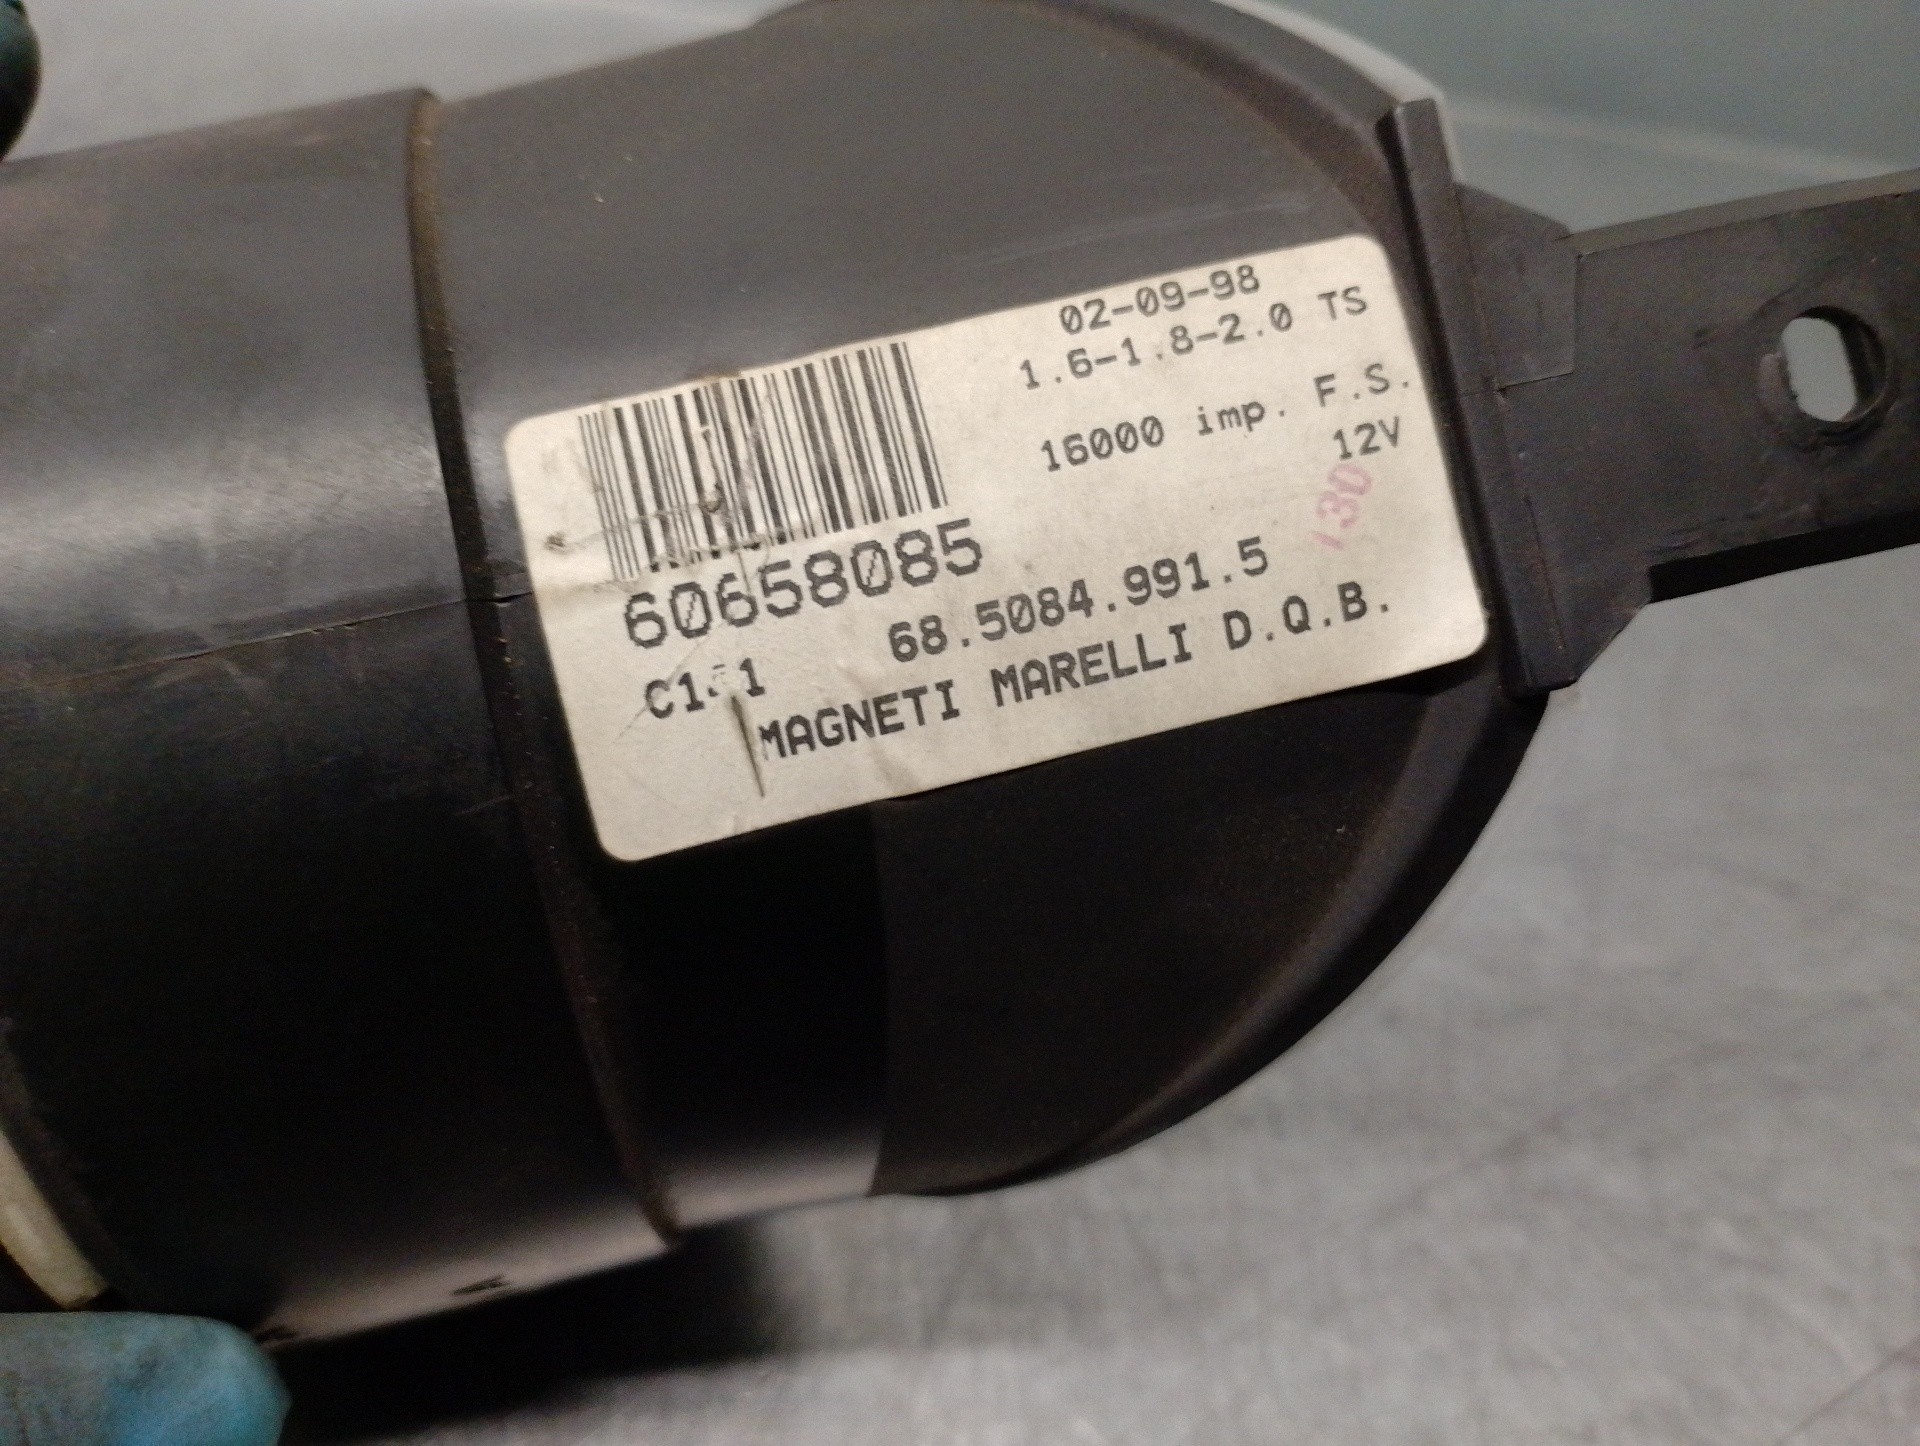 02-09-98
1.6-1.8-2.0 TS
16000 imp. F.S.
12V
130
60658085
68.5084.991.5
MAGNETI MARELLI D.Q.B.